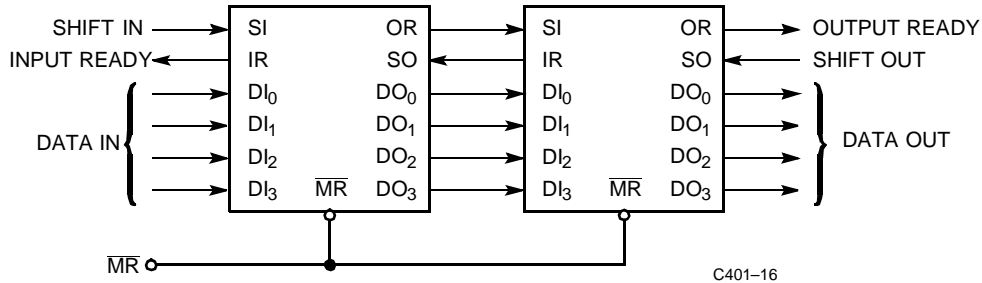 SHIFT IN SI OR SI OR OUTPUT READY
INPUT READY IR SO IR SO SHIFT OUT
DI0 DO0 DI0 DO0
DI1 DO1 DI1 DO1
DATA IN DATA OUT
DI2 DO2 DI2 DO2
DI3 MR DO3 DI3 MR DO3
MR
C401–16